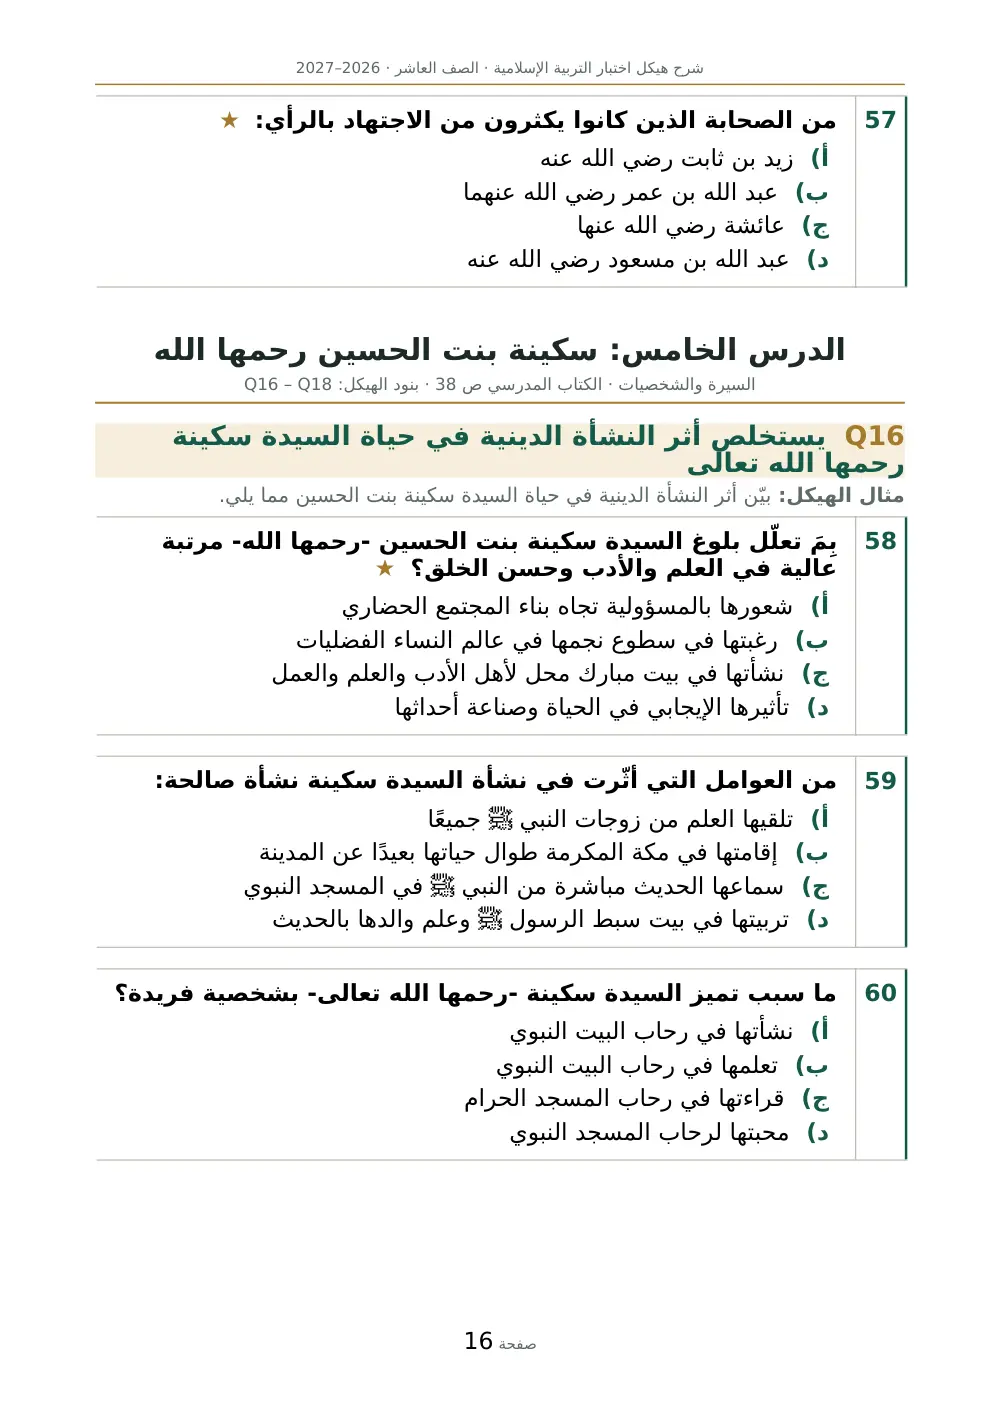 شرح هيكل اختبار التربية الإسلامية · الصف العاشر · 2026–2027
57
من الصحابة الذين كانوا يكثرون من الاجتهاد بالرأي: ★
أ) زيد بن ثابت رضي الله عنه
ب) عبد الله بن عمر رضي الله عنهما
ج) عائشة رضي الله عنها
د) عبد الله بن مسعود رضي الله عنه
الدرس الخامس: سكينة بنت الحسين رحمها الله
السيرة والشخصيات · الكتاب المدرسي ص 38 · بنود الهيكل: Q16 – Q18
Q16 يستخلص أثر النشأة الدينية في حياة السيدة سكينة
رحمها الله تعالى
مثال الهيكل: بيّن أثر النشأة الدينية في حياة السيدة سكينة بنت الحسين مما يلي.
58
بِمَ تعلّل بلوغ السيدة سكينة بنت الحسين -رحمها الله- مرتبة
عالية في العلم والأدب وحسن الخلق؟ ★
أ) شعورها بالمسؤولية تجاه بناء المجتمع الحضاري
ب) رغبتها في سطوع نجمها في عالم النساء الفضليات
ج) نشأتها في بيت مبارك محل لأهل الأدب والعلم والعمل
د) تأثيرها الإيجابي في الحياة وصناعة أحداثها
59
من العوامل التي أثّرت في نشأة السيدة سكينة نشأة صالحة:
أ) تلقيها العلم من زوجات النبي ﷺ جميعًا
ب) إقامتها في مكة المكرمة طوال حياتها بعيدًا عن المدينة
ج) سماعها الحديث مباشرة من النبي ﷺ في المسجد النبوي
د) تربيتها في بيت سبط الرسول ﷺ وعلم والدها بالحديث
60
ما سبب تميز السيدة سكينة -رحمها الله تعالى- بشخصية فريدة؟
أ) نشأتها في رحاب البيت النبوي
ب) تعلمها في رحاب البيت النبوي
ج) قراءتها في رحاب المسجد الحرام
د) محبتها لرحاب المسجد النبوي
صفحة 16